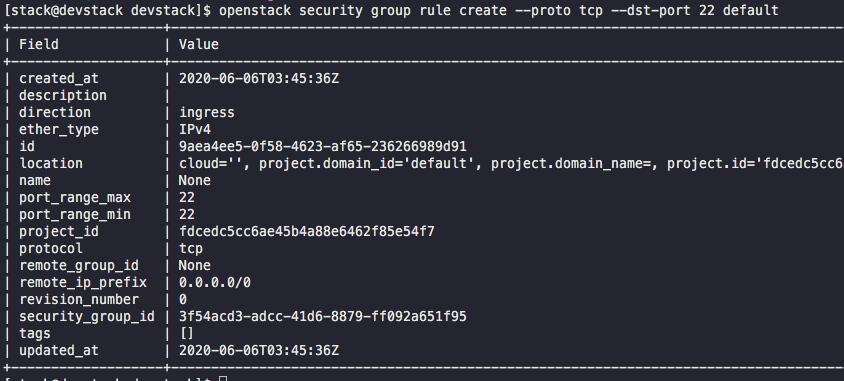 [stack@devstack devstack]$ openstack security group rule create --proto tcp --dst-port 22 default
+-------------------+----------------------------------------------------------------------------------
| Field             | Value
+-------------------+----------------------------------------------------------------------------------
| created_at        | 2020-06-06T03:45:36Z
| description       |
| direction         | ingress
| ether_type        | IPv4
| id                | 9aea4ee5-0f58-4623-af65-236266989d91
| location          | cloud='', project.domain_id='default', project.domain_name=, project.id='fdcedc5cc6
| name              | None
| port_range_max    | 22
| port_range_min    | 22
| project_id        | fdcedc5cc6ae45b4a88e6462f85e54f7
| protocol          | tcp
| remote_group_id   | None
| remote_ip_prefix  | 0.0.0.0/0
| revision_number   | 0
| security_group_id | 3f54acd3-adcc-41d6-8879-ff092a651f95
| tags              | []
| updated_at        | 2020-06-06T03:45:36Z
+-------------------+----------------------------------------------------------------------------------